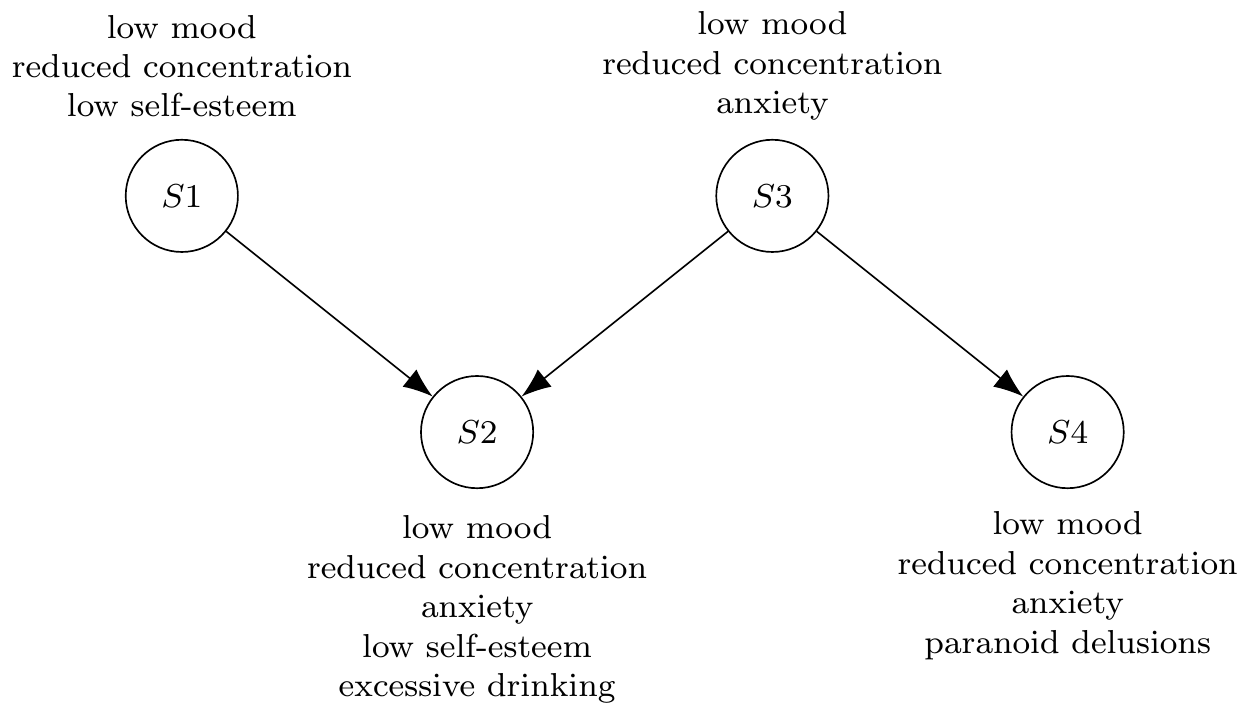 low mood
reduced concentration
low self-esteem
S1
low mood
reduced concentration
anxiety
S3
S2
low mood
reduced concentration
anxiety
low self-esteem
excessive drinking
S4
low mood
reduced concentration
anxiety
paranoid delusions